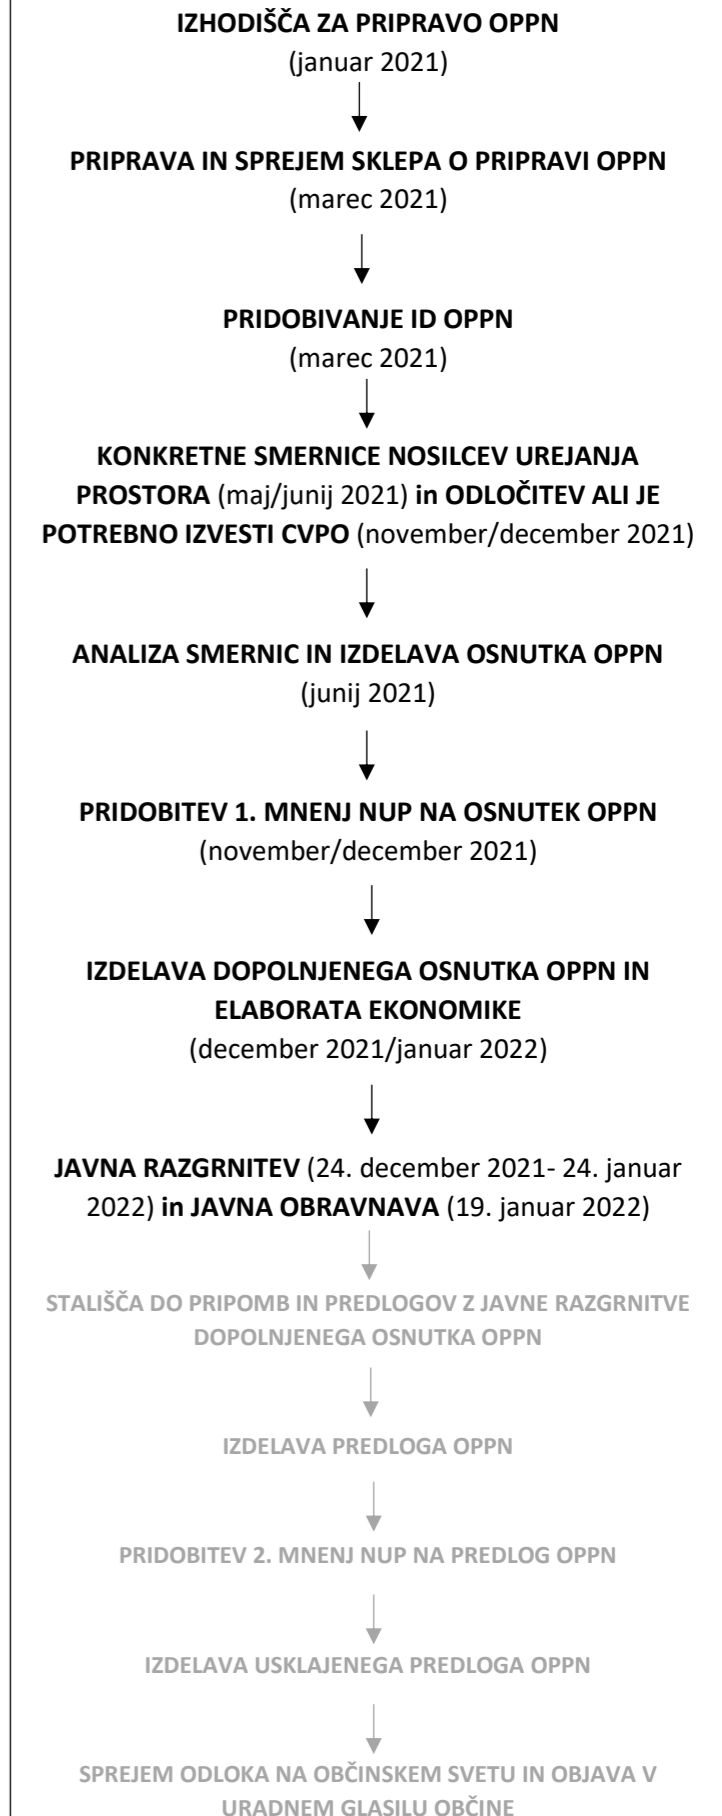 IZHODIŠČA ZA PRIPRAVO OPPN
(januar 2021)
PRIPRAVA IN SPREJEM SKLEPA O PRIPRAVI OPPN
(marec 2021)
PRIDOBIVANJE ID OPPN
(marec 2021)
KONKRETNE SMERNICE NOSILCEV UREJANJA
PROSTORA (maj/junij 2021) in ODLOČITEV ALI JE
POTREBNO IZVESTI CVPO (november/december 2021)
ANALIZA SMERNIC IN IZDELAVA OSNUTKA OPPN
(junij 2021)
PRIDOBITEV 1. MNENJ NUP NA OSNUTEK OPPN
(november/december 2021)
IZDELAVA DOPOLNJENEGA OSNUTKA OPPN IN
ELABORATA EKONOMIKE
(december 2021/januar 2022)
JAVNA RAZGRNITEV (24. december 2021- 24. januar
2022) in JAVNA OBRAVNAVA (19. januar 2022)
STALIŠČA DO PRIPOMB IN PREDLOGOV Z JAVNE RAZGRNITVE
DOPOLNJENEGA OSNUTKA OPPN
IZDELAVA PREDLOGA OPPN
PRIDOBITEV 2. MNENJ NUP NA PREDLOG OPPN
IZDELAVA USKLAJENEGA PREDLOGA OPPN
SPREJEM ODLOKA NA OBČINSKEM SVETU IN OBJAVA V
URADNEM GLASILU OBČINE